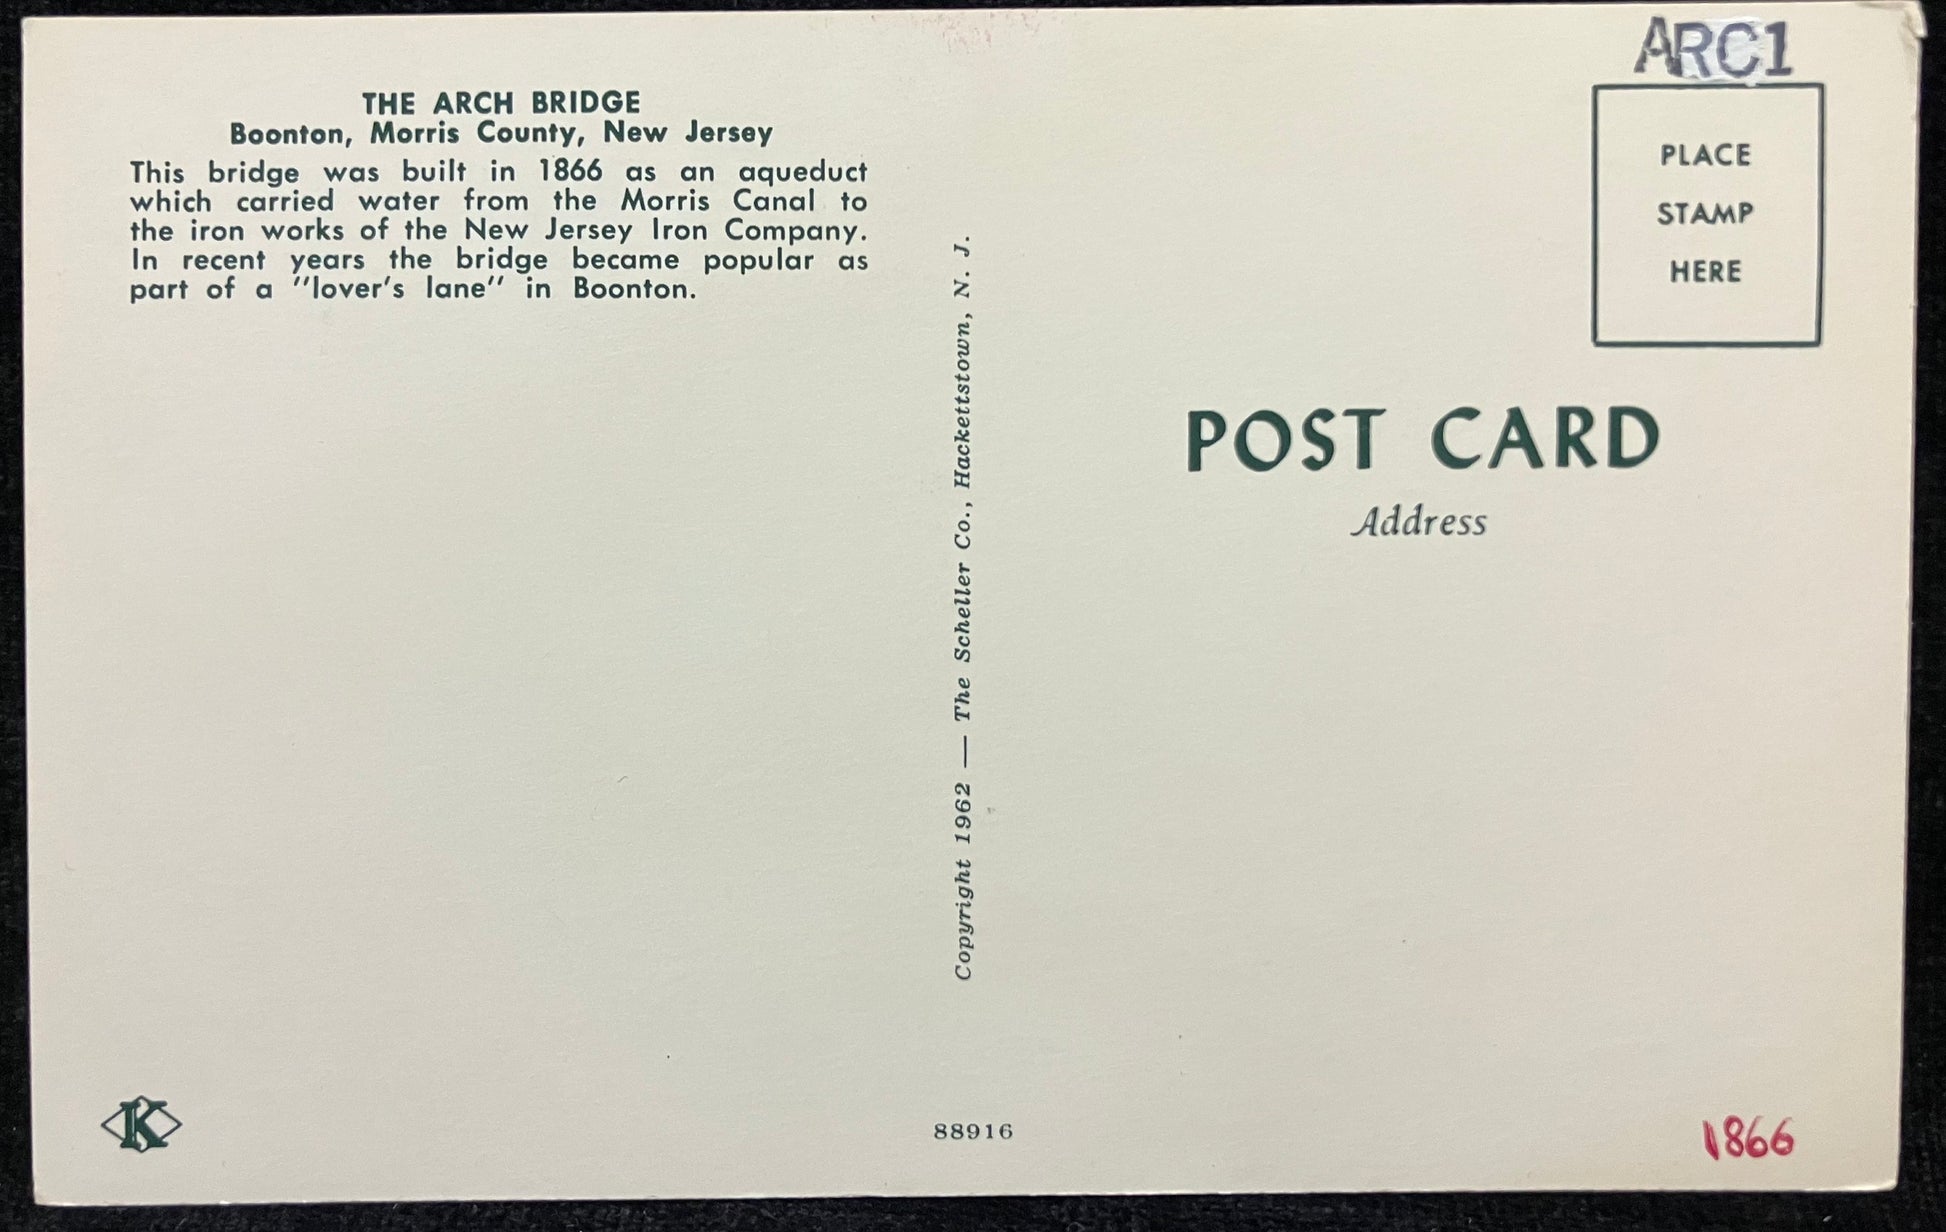 ARC1
THE ARCH BRIDGE
Boonton, Morris County, New Jersey
This bridge was built in 1866 as an aqueduct
which carried water from the Morris Canal to
the iron works of the New Jersey Iron Company.
In recent years the bridge became popular as
part of a "lover's lane" in Boonton.
Copyright 1962 — The Scheller Co., Hackettstown, N. J.
PLACE
STAMP
HERE
POST CARD
Address
K
88916
1866